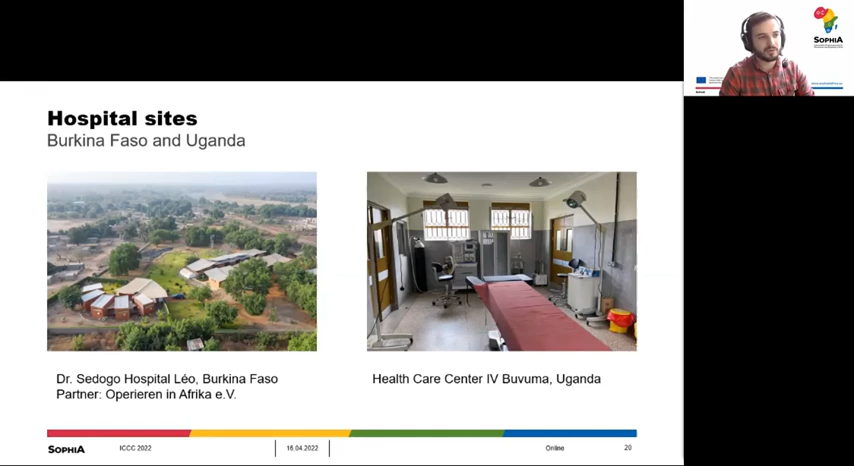 Hospital sites
Burkina Faso and Uganda
Dr. Sedogo Hospital Léo, Burkina Faso
Partner: Operieren in Afrika e.V.
Health Care Center IV Buvuma, Uganda
SOPHIA
ICCC 2022
16.04.2022
Online
20
SOPHIA